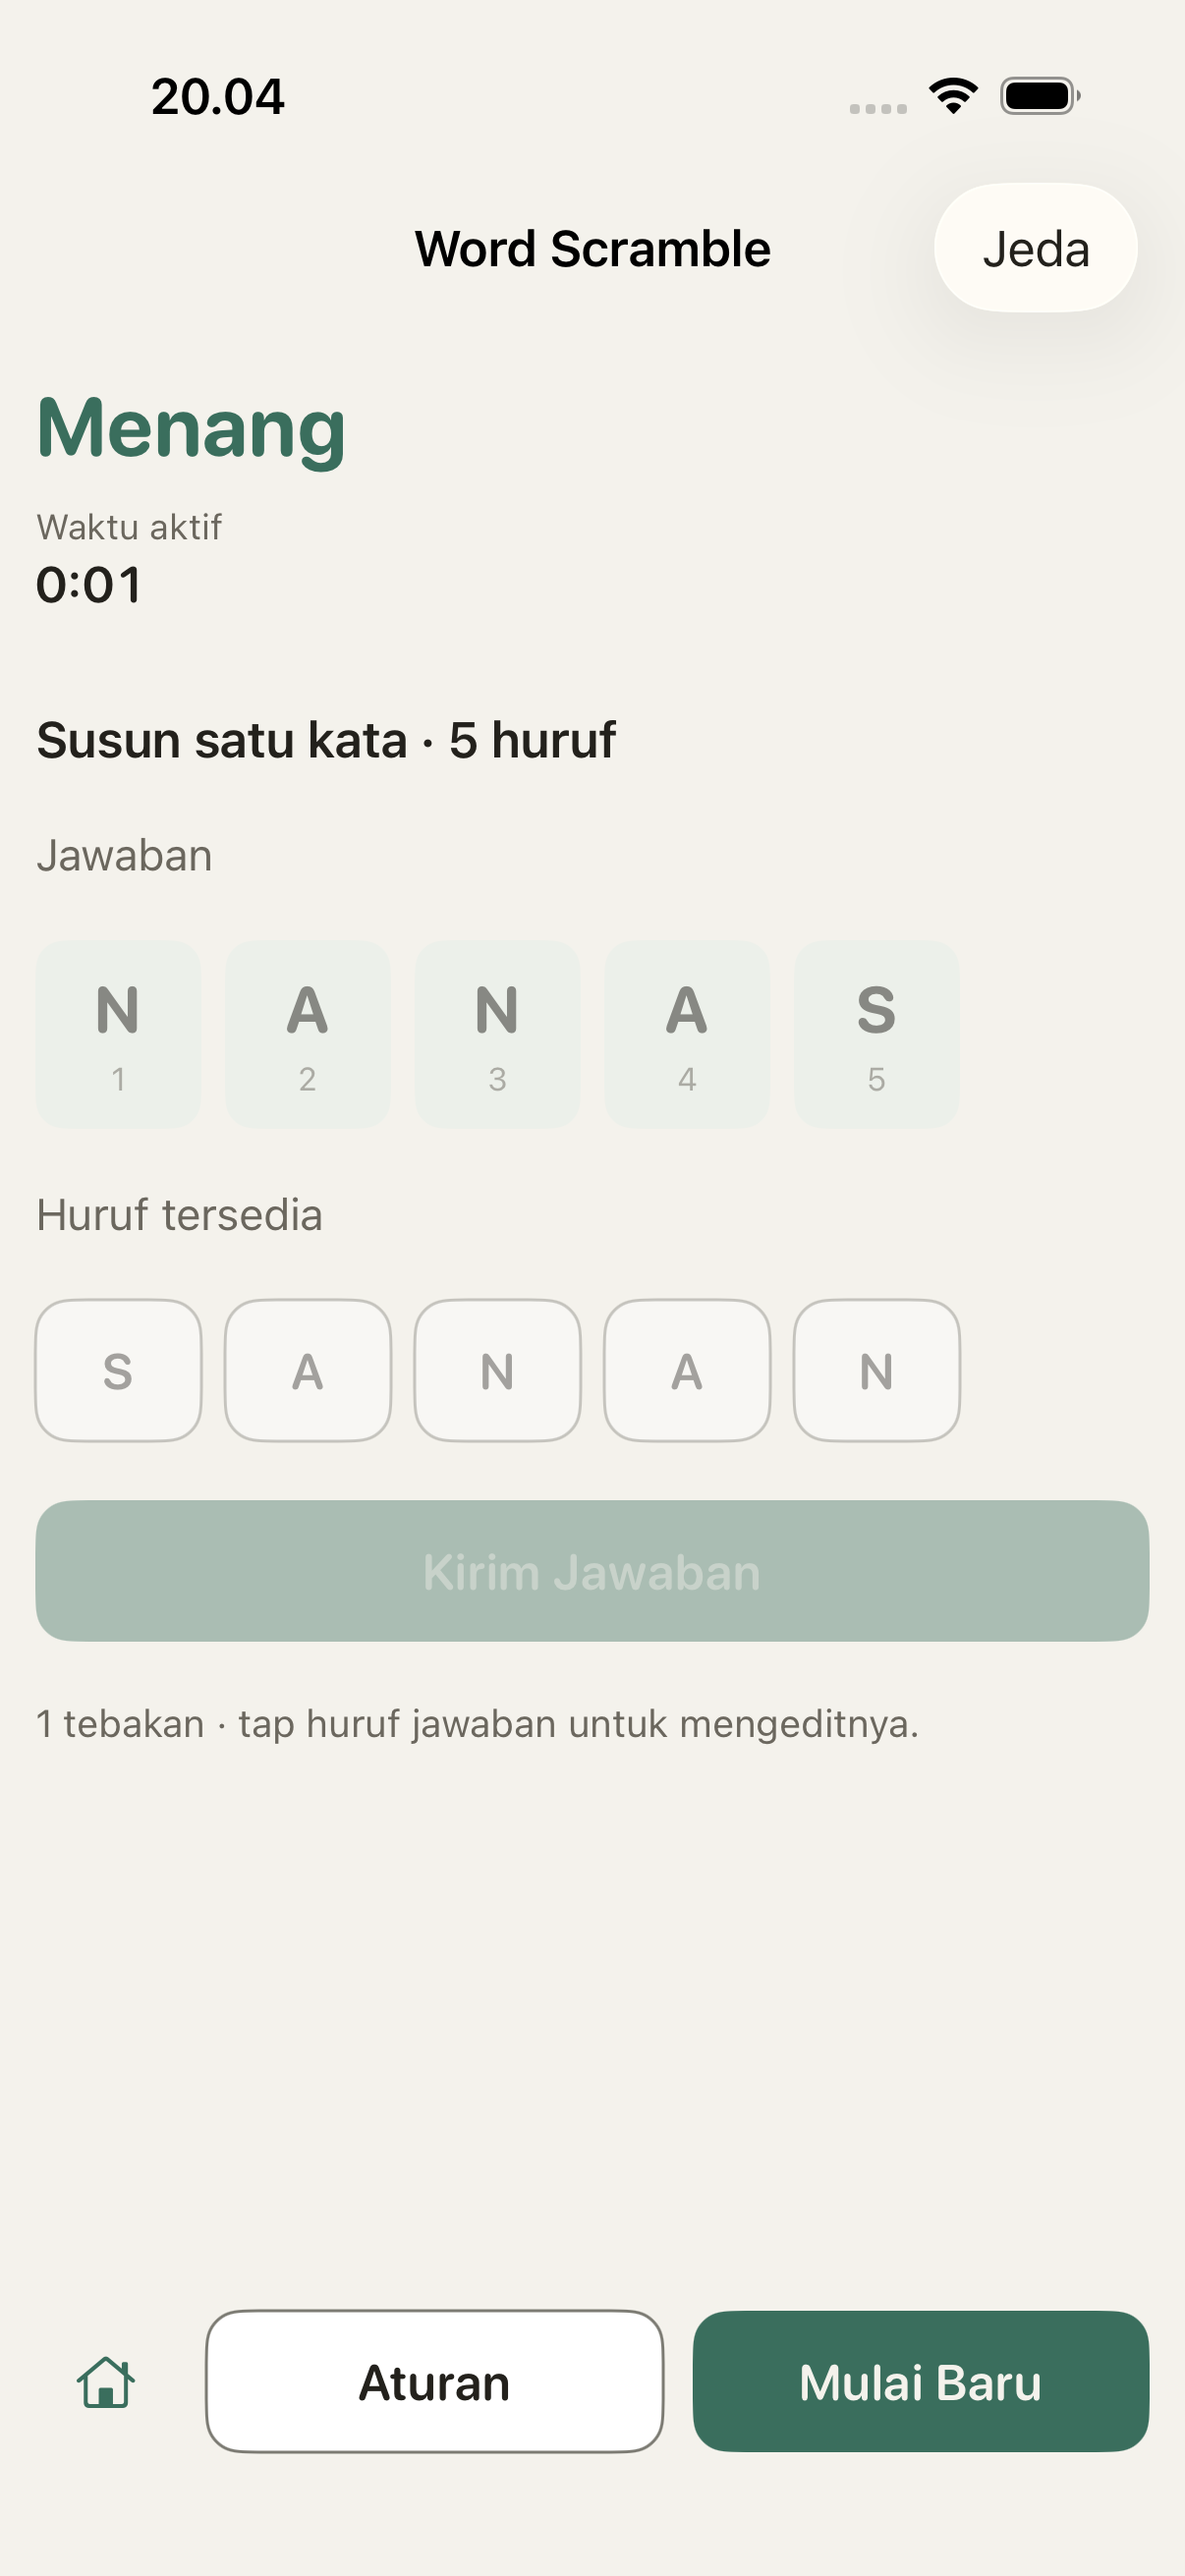 20.04
Word Scramble
Jeda
Menang
Waktu aktif
0:01
Susun satu kata · 5 huruf
Jawaban
N A N A S
1 2 3 4 5
Huruf tersedia
S A N A N
Kirim Jawaban
1 tebakan · tap huruf jawaban untuk mengeditnya.
Aturan
Mulai Baru